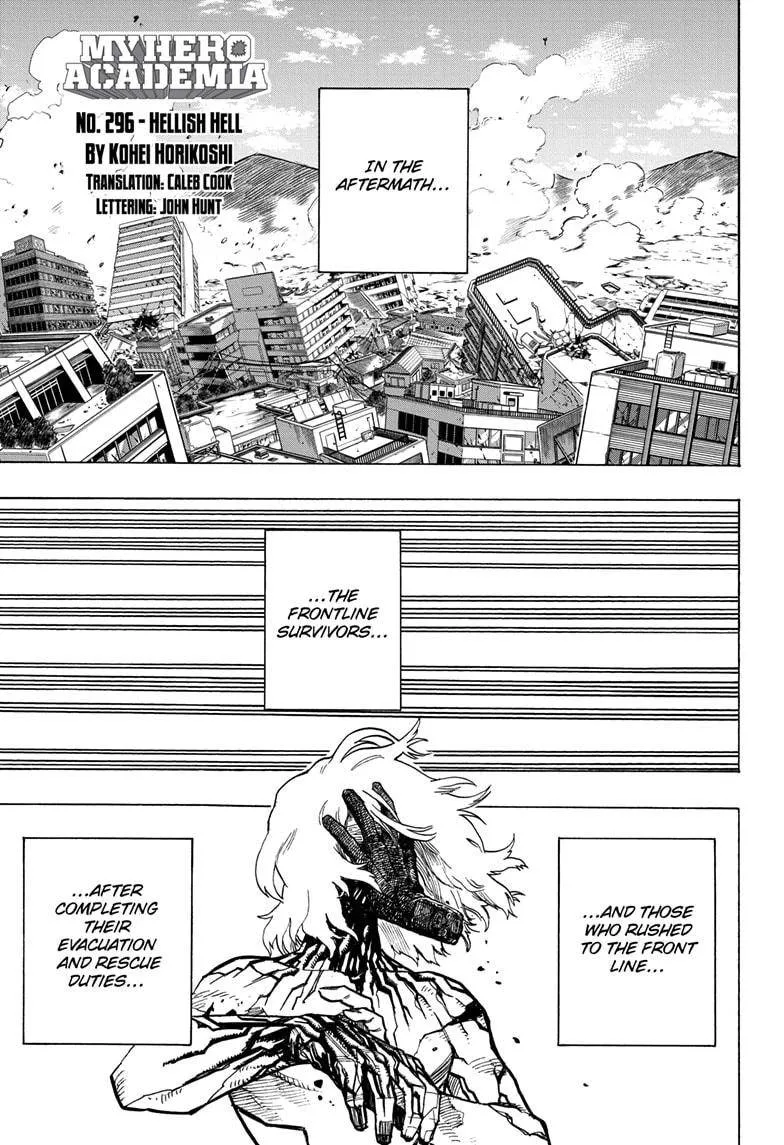 MY HERO
ACADEMIA
No. 296 - Hellish Hell
By Kohei Horikoshi
Translation: Caleb Cook
Lettering: John Hunt
IN THE
AFTERMATH...
...THE
FRONTLINE
SURVIVORS...
...AND THOSE
WHO RUSHED
TO THE FRONT
LINE...
...AFTER
COMPLETING
THEIR
EVACUATION
AND RESCUE
DUTIES...